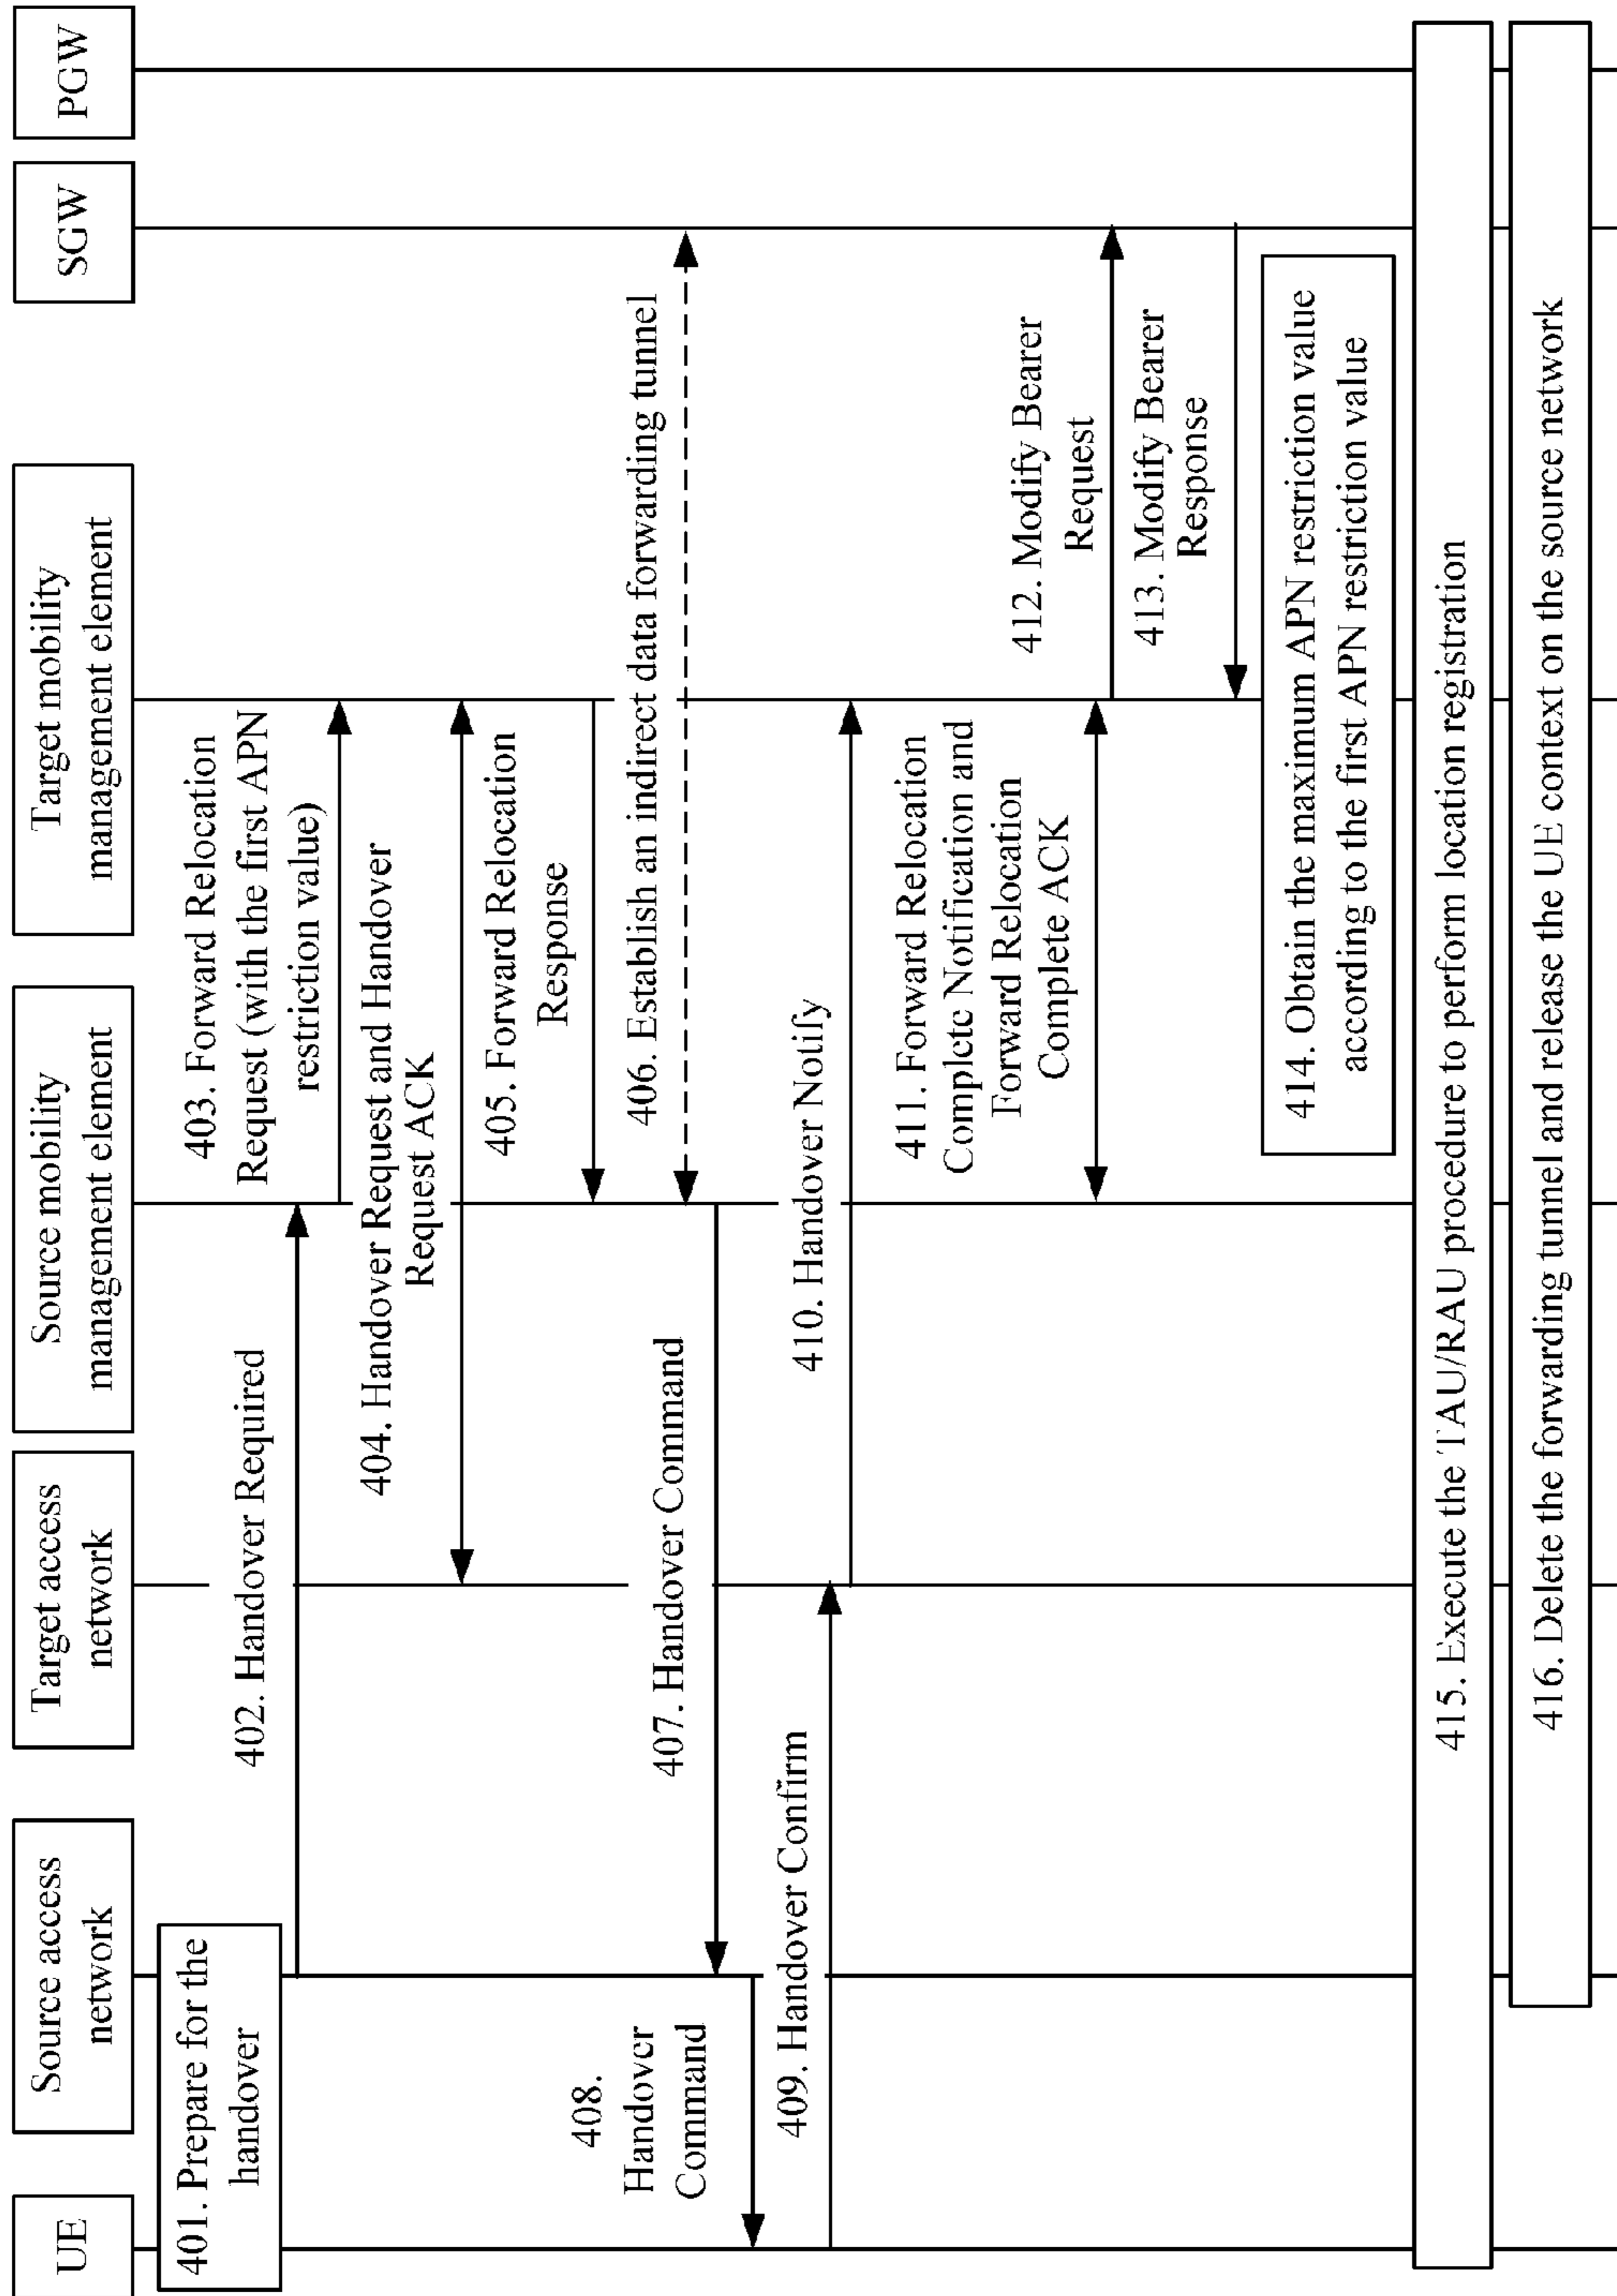 UE
Source access
network
Target access
network
Source mobility
management element
Target mobility
management element
SGW
PGW
401. Prepare for the
handover
402. Handover Required
403. Forward Relocation
Request (with the first APN
restriction value)
404. Handover Request and Handover
Request ACK
405. Forward Relocation
Response
406. Establish an indirect data forwarding tunnel
407. Handover Command
408.
Handover
Command
409. Handover Confirm
410. Handover Notify
411. Forward Relocation
Complete Notification and
Forward Relocation
Complete ACK
412. Modify Bearer
Request
413. Modify Bearer
Response
414. Obtain the maximum APN restriction value
according to the first APN restriction value
415. Execute the TAU/RAU procedure to perform location registration
416. Delete the forwarding tunnel and release the UE context on the source network